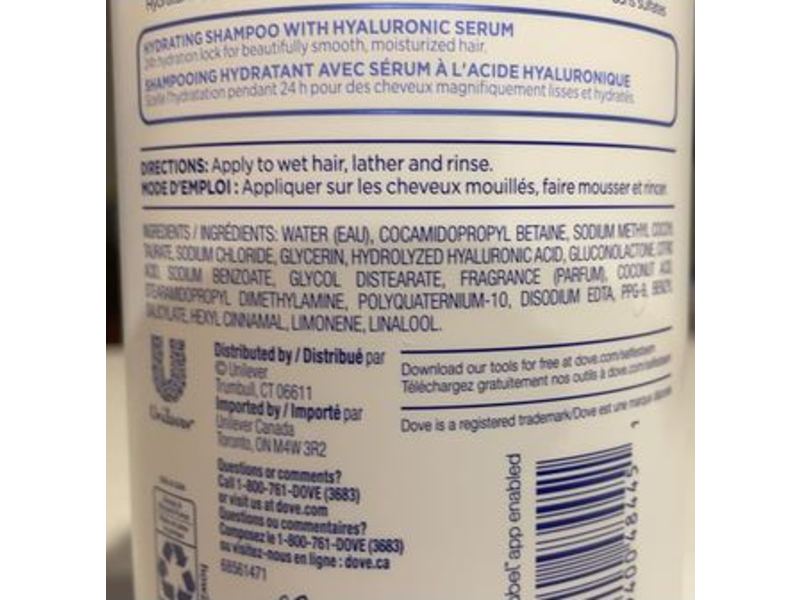 HYDRATING SHAMPOO WITH HYALURONIC SERUM
24h hydration lock for beautifully smooth, moisturized hair.
SHAMPOOING HYDRATANT AVEC SÉRUM À L'ACIDE HYALURONIQUE
Scelle l'hydratation pendant 24 h pour des cheveux magnifiquement lisses et hydratés.
DIRECTIONS: Apply to wet hair, lather and rinse.
MODE D'EMPLOI : Appliquer sur les cheveux mouillés, faire mousser et rincer.
INGREDIENTS / INGRÉDIENTS: WATER (EAU), COCAMIDOPROPYL BETAINE, SODIUM METHYL COCOYL
TAURATE, SODIUM CHLORIDE, GLYCERIN, HYDROLYZED HYALURONIC ACID, GLUCONOLACTONE, CITRIC
ACID, SODIUM BENZOATE, GLYCOL DISTEARATE, FRAGRANCE (PARFUM), COCONUT ACID,
STEARAMIDOPROPYL DIMETHYLAMINE, POLYQUATERNIUM-10, DISODIUM EDTA, PPG-9, BENZYL
SALICYLATE, HEXYL CINNAMAL, LIMONENE, LINALOOL.
Unilever
Distributed by / Distribué par
© Unilever
Trumbull, CT 06611
Imported by / Importé par
Unilever Canada
Toronto, ON M4W 3R2
Questions or comments?
Call 1-800-761-DOVE (3683)
or visit us at dove.com
Questions ou commentaires?
Composez le 1-800-761-DOVE (3683)
ou visitez-nous en ligne : dove.ca
68561471
Download our tools for free at dove.com/selfesteem
Téléchargez gratuitement nos outils à dove.com/selfesteem
Dove is a registered trademark/Dove est une marque déposée
app enabled
400 48445 1